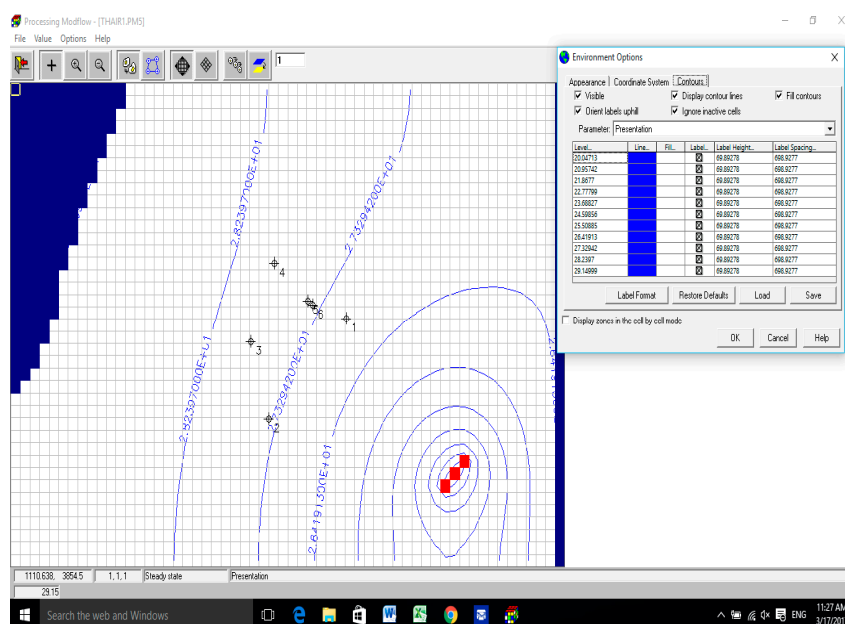 Processing Modflow - [THAIR1.PM5]
File Value Options Help
1
Environment Options
Appearance Coordinate System Contours
Visible Display contour lines Fill contours
Orient labels uphill Ignore inactive cells
Parameter: Presentation
Level... Line... Fill... Label... Label Height... Label Spacing...
20.04713 69.89278 698.9277
20.95742 69.89278 698.9277
21.8677 69.89278 698.9277
22.77799 69.89278 698.9277
23.68827 69.89278 698.9277
24.59856 69.89278 698.9277
25.50885 69.89278 698.9277
26.41913 69.89278 698.9277
27.32942 69.89278 698.9277
28.2397 69.89278 698.9277
29.14999 69.89278 698.9277
Label Format Restore Defaults Load Save
Display zones in the cell by cell mode
OK Cancel Help
2.82397000E+01
2.73294200E+01
4
6
1
3
2.82397000E+01
2.73294200E+01
2
2.64191300E+01
1110.638, 3854.5 1, 1, 1 Steady state Presentation
29.15
Search the web and Windows
ENG
11:27 AM